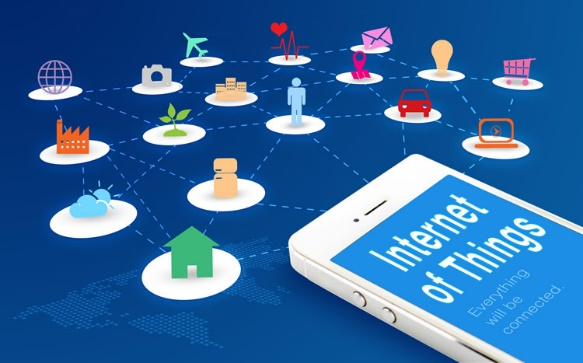 Internet
of Things
Everything
will be
connected.